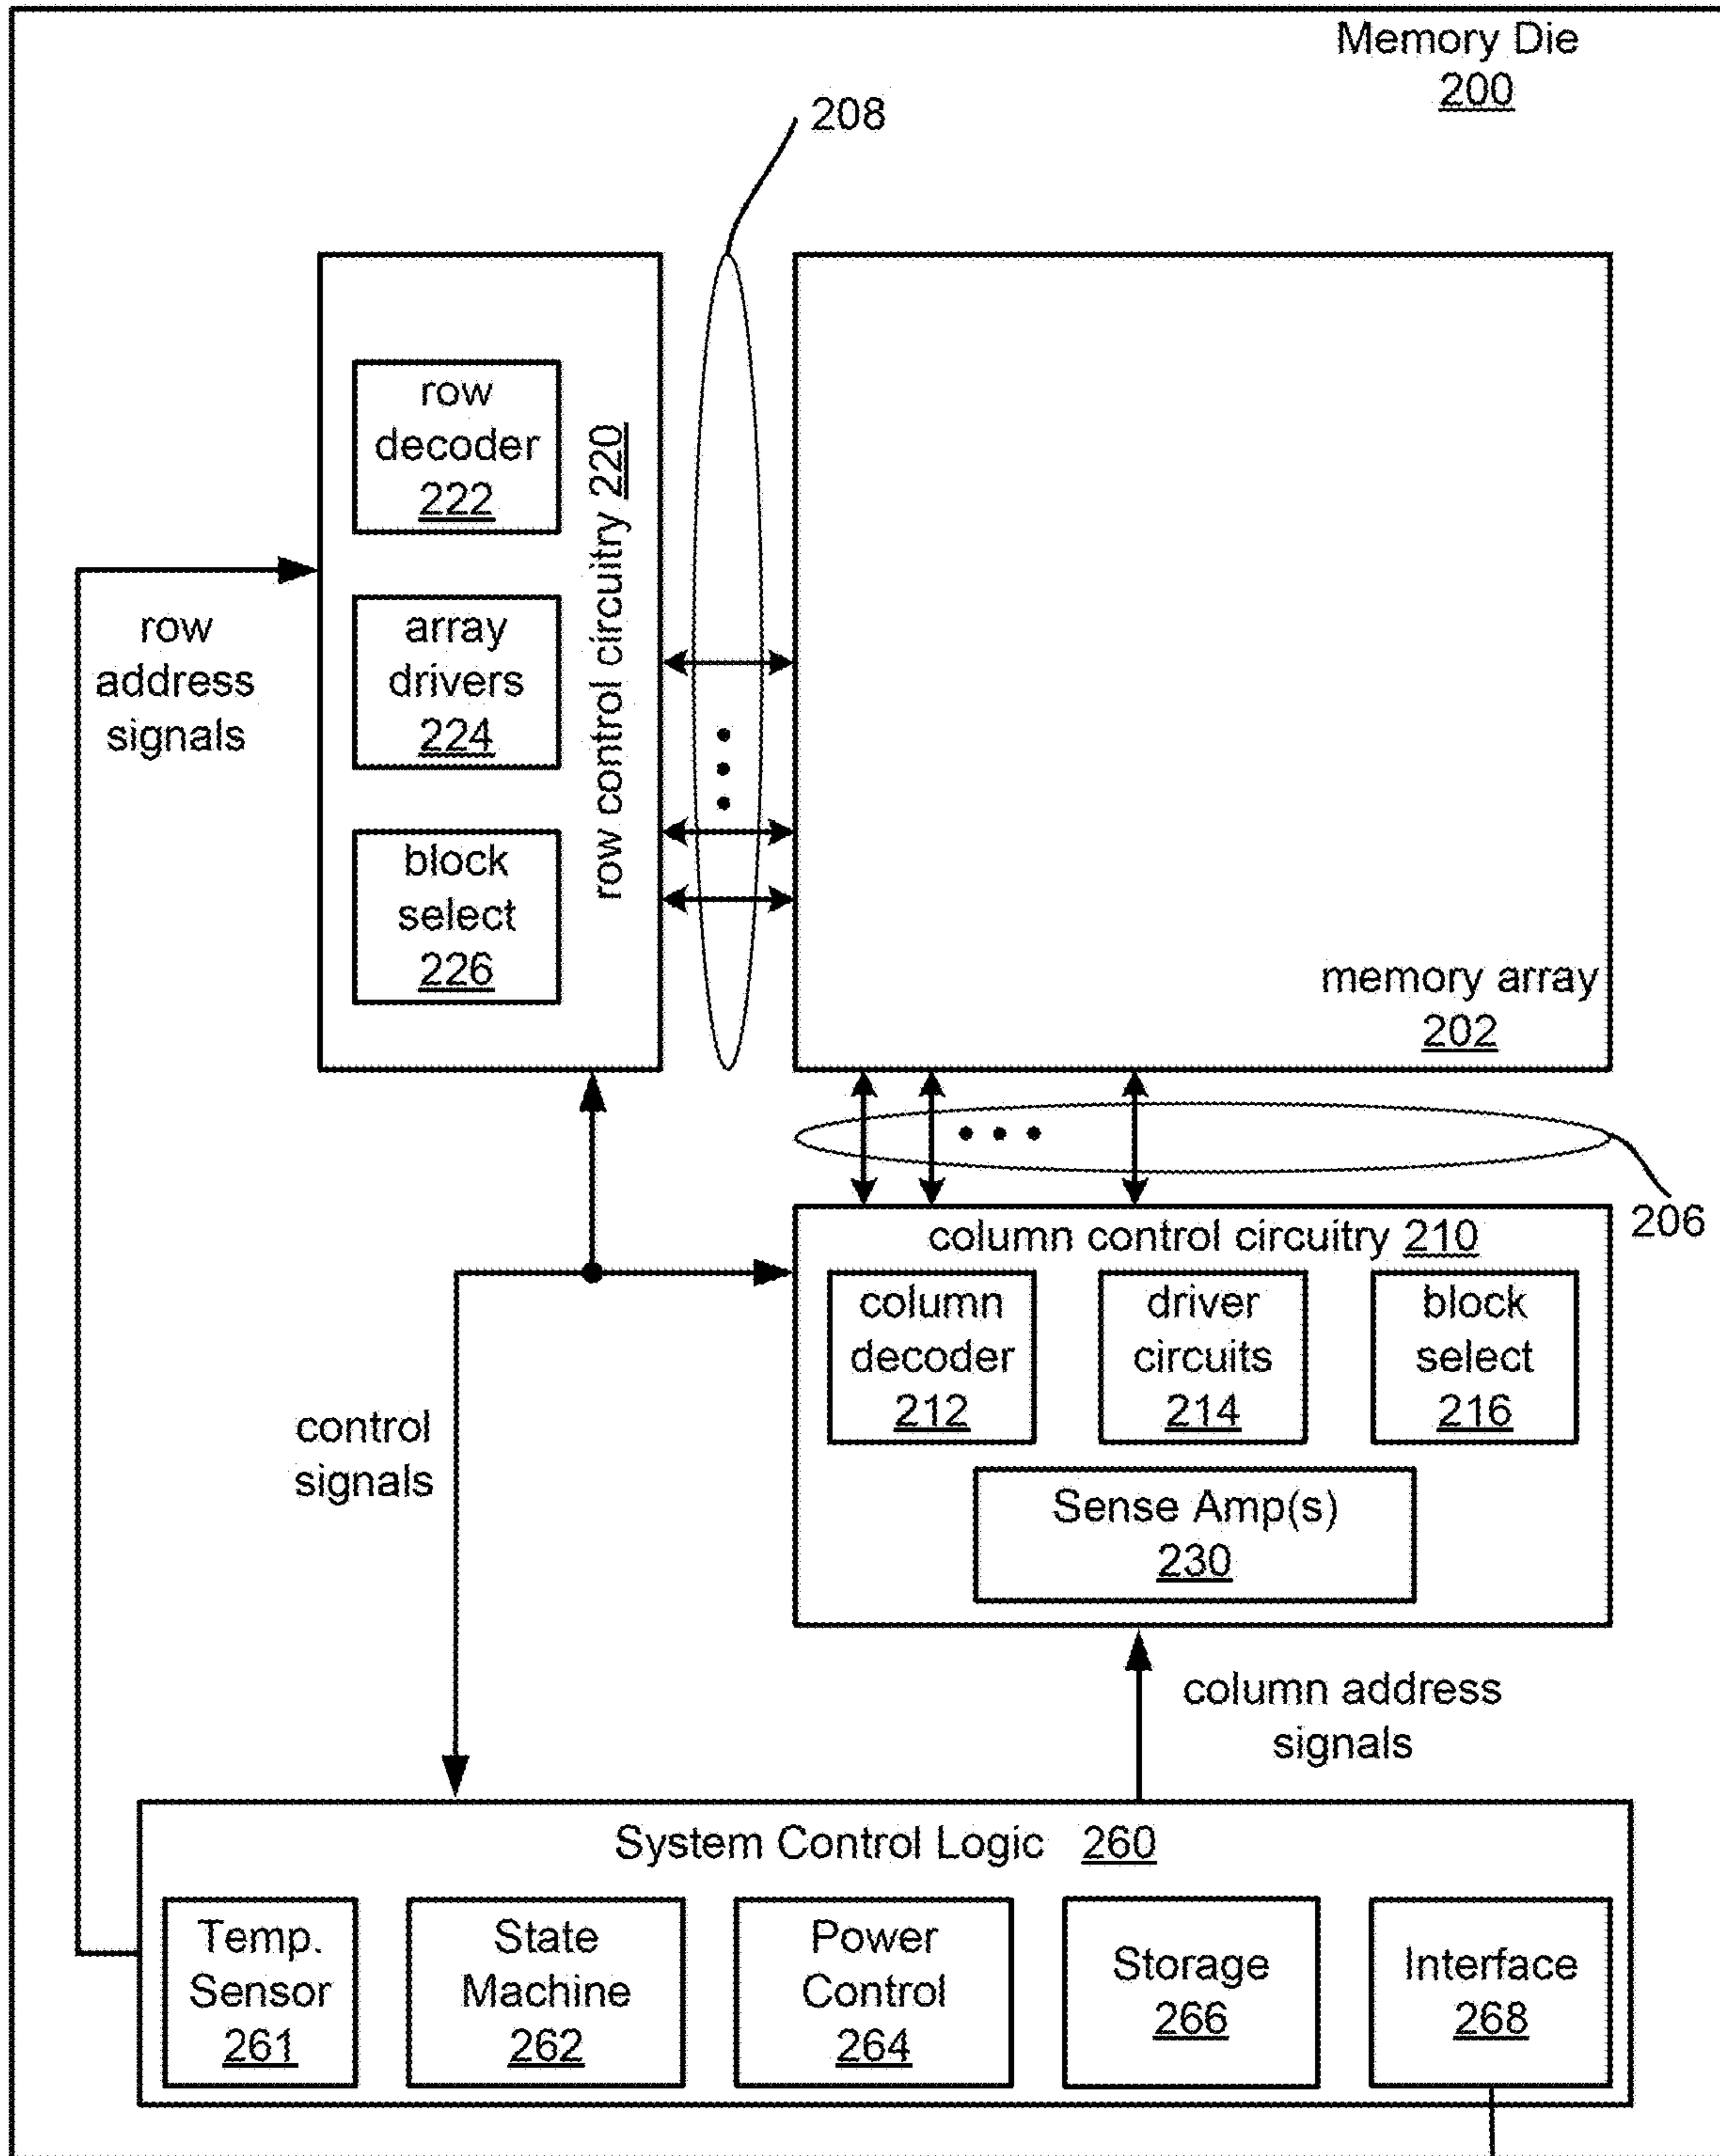 Memory Die
200
208
row
decoder
222
array
drivers
224
block
select
226
row control circuitry 220
row
address
signals
memory array
202
206
column control circuitry 210
column
decoder
212
driver
circuits
214
block
select
216
Sense Amp(s)
230
control
signals
column address
signals
System Control Logic 260
Temp.
Sensor
261
State
Machine
262
Power
Control
264
Storage
266
Interface
268